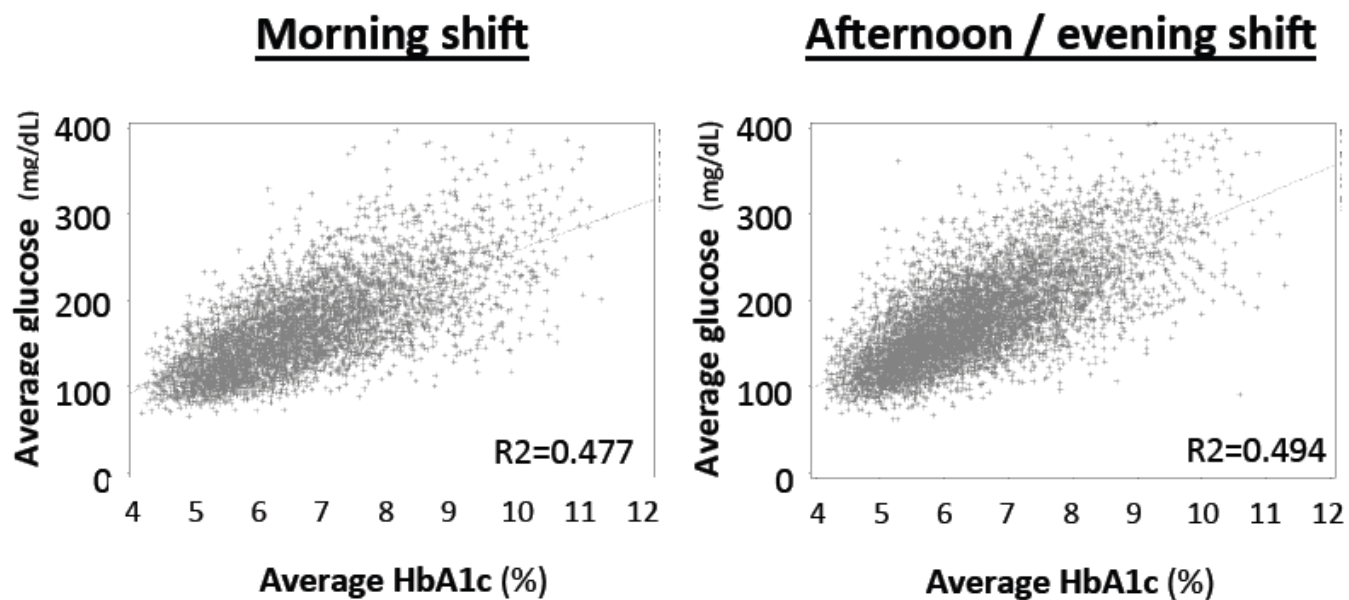 Morning shift
Average glucose (mg/dL)
400
300
200
100
0
R2=0.477
4 5 6 7 8 9 10 11 12
Average HbA1c (%)
Afternoon / evening shift
Average glucose (mg/dL)
400
300
200
100
0
R2=0.494
4 5 6 7 8 9 10 11 12
Average HbA1c (%)